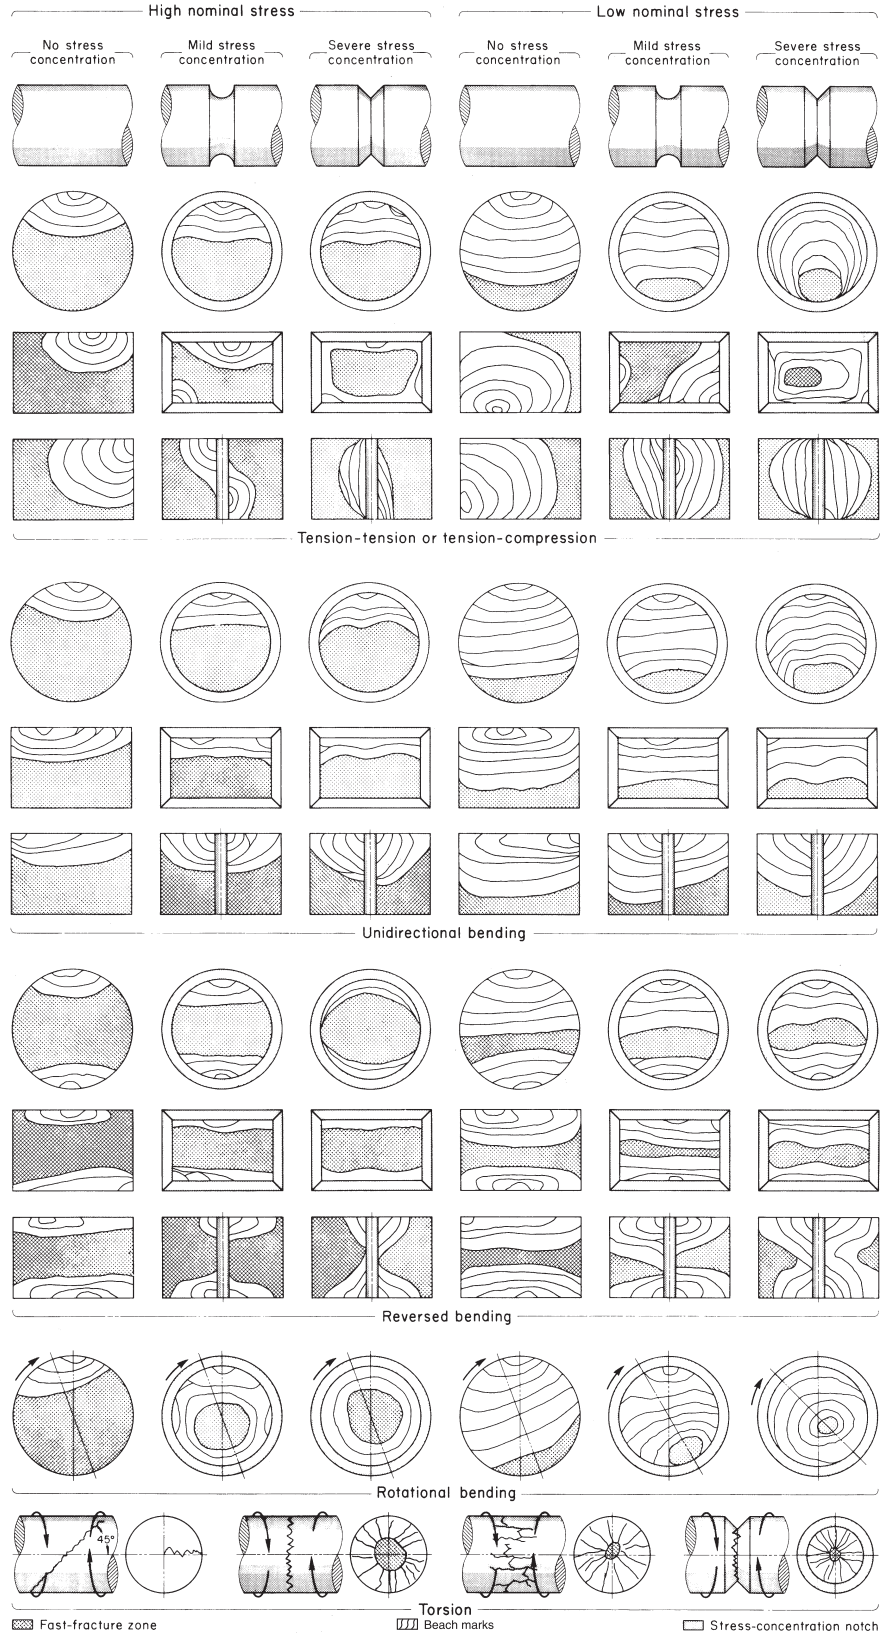 High nominal stress
Low nominal stress
No stress concentration
Mild stress concentration
Severe stress concentration
No stress concentration
Mild stress concentration
Severe stress concentration
Tension-tension or tension-compression
Unidirectional bending
Reversed bending
Rotational bending
45°
Torsion
Fast-fracture zone
Beach marks
Stress-concentration notch